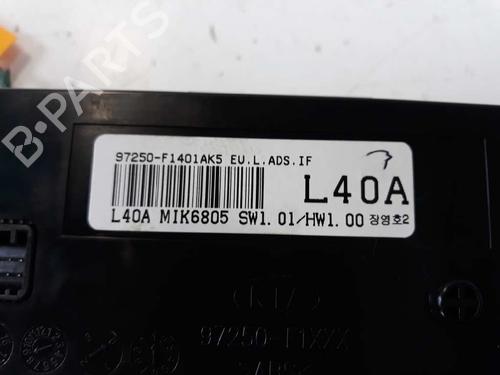 97250-F1401AK5 EU.L.ADS.IF
L40A
L40A MIK6805 SW1.01/HW1.00 장영호2
KIA
97250-F1XXX